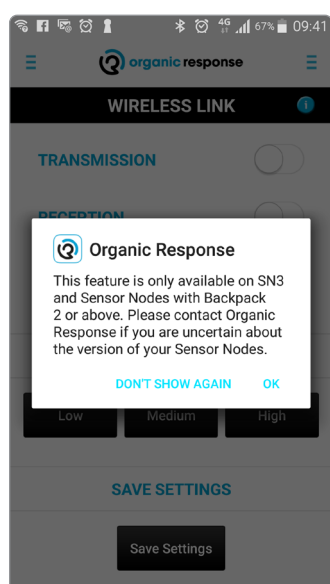 4G 67% 09:41
organic response
WIRELESS LINK
TRANSMISSION
RECEPTION
Organic Response
This feature is only available on SN3
and Sensor Nodes with Backpack
2 or above. Please contact Organic
Response if you are uncertain about
the version of your Sensor Nodes.
DON'T SHOW AGAIN OK
Low Medium High
SAVE SETTINGS
Save Settings